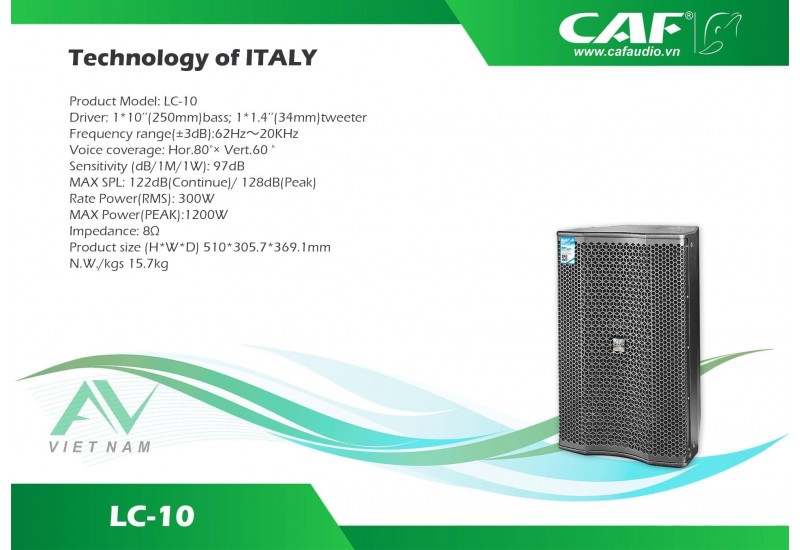 CAF®
www.cafaudio.vn
Technology of ITALY
Product Model: LC-10
Driver: 1*10’’(250mm)bass; 1*1.4’’(34mm)tweeter
Frequency range(±3dB):62Hz～20KHz
Voice coverage: Hor.80°× Vert.60 °
Sensitivity (dB/1M/1W): 97dB
MAX SPL: 122dB(Continue)/ 128dB(Peak)
Rate Power(RMS): 300W
MAX Power(PEAK):1200W
Impedance: 8Ω
Product size (H*W*D) 510*305.7*369.1mm
N.W./kgs 15.7kg
AV
VIET NAM
LC-10